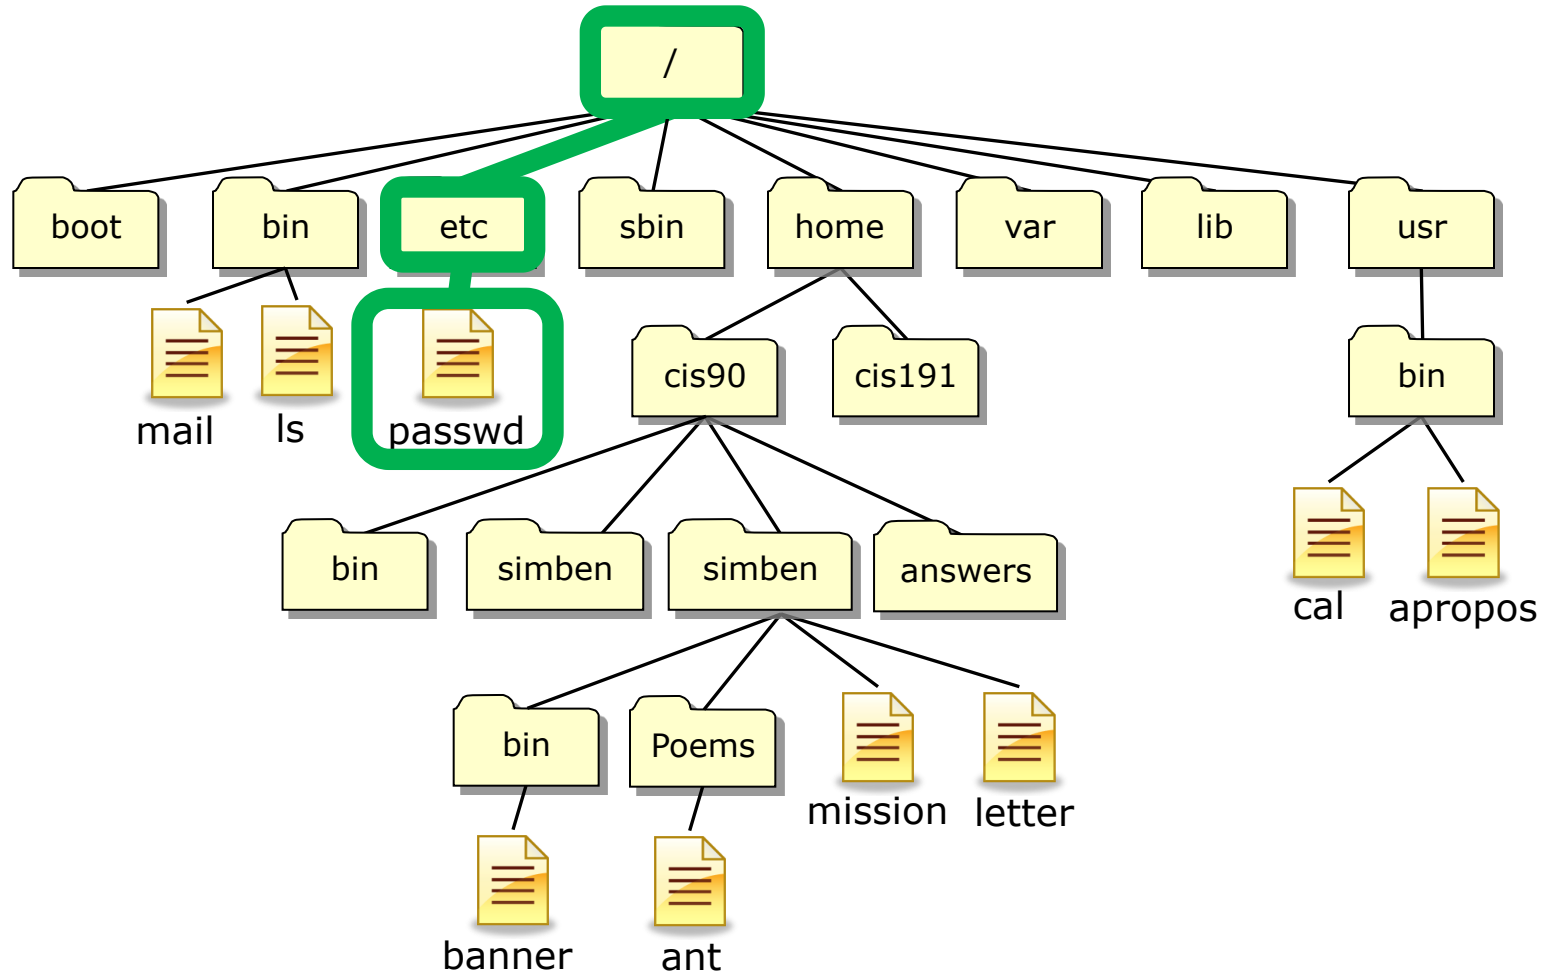 /
boot
bin
etc
sbin
home
var
lib
usr
mail
ls
passwd
cis90
cis191
bin
bin
simben
simben
answers
cal
apropos
bin
Poems
mission
letter
banner
ant